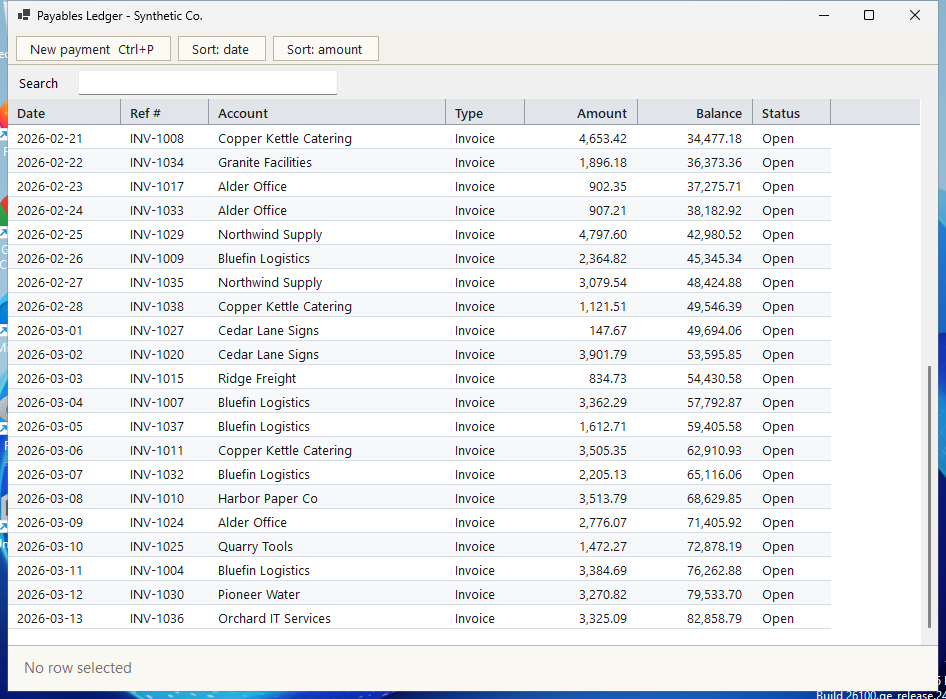 Payables Ledger - Synthetic Co.
New payment Ctrl+P Sort: date Sort: amount
Search
Date Ref # Account Type Amount Balance Status
2026-02-21 INV-1008 Copper Kettle Catering Invoice 4,653.42 34,477.18 Open
2026-02-22 INV-1034 Granite Facilities Invoice 1,896.18 36,373.36 Open
2026-02-23 INV-1017 Alder Office Invoice 902.35 37,275.71 Open
2026-02-24 INV-1033 Alder Office Invoice 907.21 38,182.92 Open
2026-02-25 INV-1029 Northwind Supply Invoice 4,797.60 42,980.52 Open
2026-02-26 INV-1009 Bluefin Logistics Invoice 2,364.82 45,345.34 Open
2026-02-27 INV-1035 Northwind Supply Invoice 3,079.54 48,424.88 Open
2026-02-28 INV-1038 Copper Kettle Catering Invoice 1,121.51 49,546.39 Open
2026-03-01 INV-1027 Cedar Lane Signs Invoice 147.67 49,694.06 Open
2026-03-02 INV-1020 Cedar Lane Signs Invoice 3,901.79 53,595.85 Open
2026-03-03 INV-1015 Ridge Freight Invoice 834.73 54,430.58 Open
2026-03-04 INV-1007 Bluefin Logistics Invoice 3,362.29 57,792.87 Open
2026-03-05 INV-1037 Bluefin Logistics Invoice 1,612.71 59,405.58 Open
2026-03-06 INV-1011 Copper Kettle Catering Invoice 3,505.35 62,910.93 Open
2026-03-07 INV-1032 Bluefin Logistics Invoice 2,205.13 65,116.06 Open
2026-03-08 INV-1010 Harbor Paper Co Invoice 3,513.79 68,629.85 Open
2026-03-09 INV-1024 Alder Office Invoice 2,776.07 71,405.92 Open
2026-03-10 INV-1025 Quarry Tools Invoice 1,472.27 72,878.19 Open
2026-03-11 INV-1004 Bluefin Logistics Invoice 3,384.69 76,262.88 Open
2026-03-12 INV-1030 Pioneer Water Invoice 3,270.82 79,533.70 Open
2026-03-13 INV-1036 Orchard IT Services Invoice 3,325.09 82,858.79 Open
No row selected
Build 26100.ge_release.24